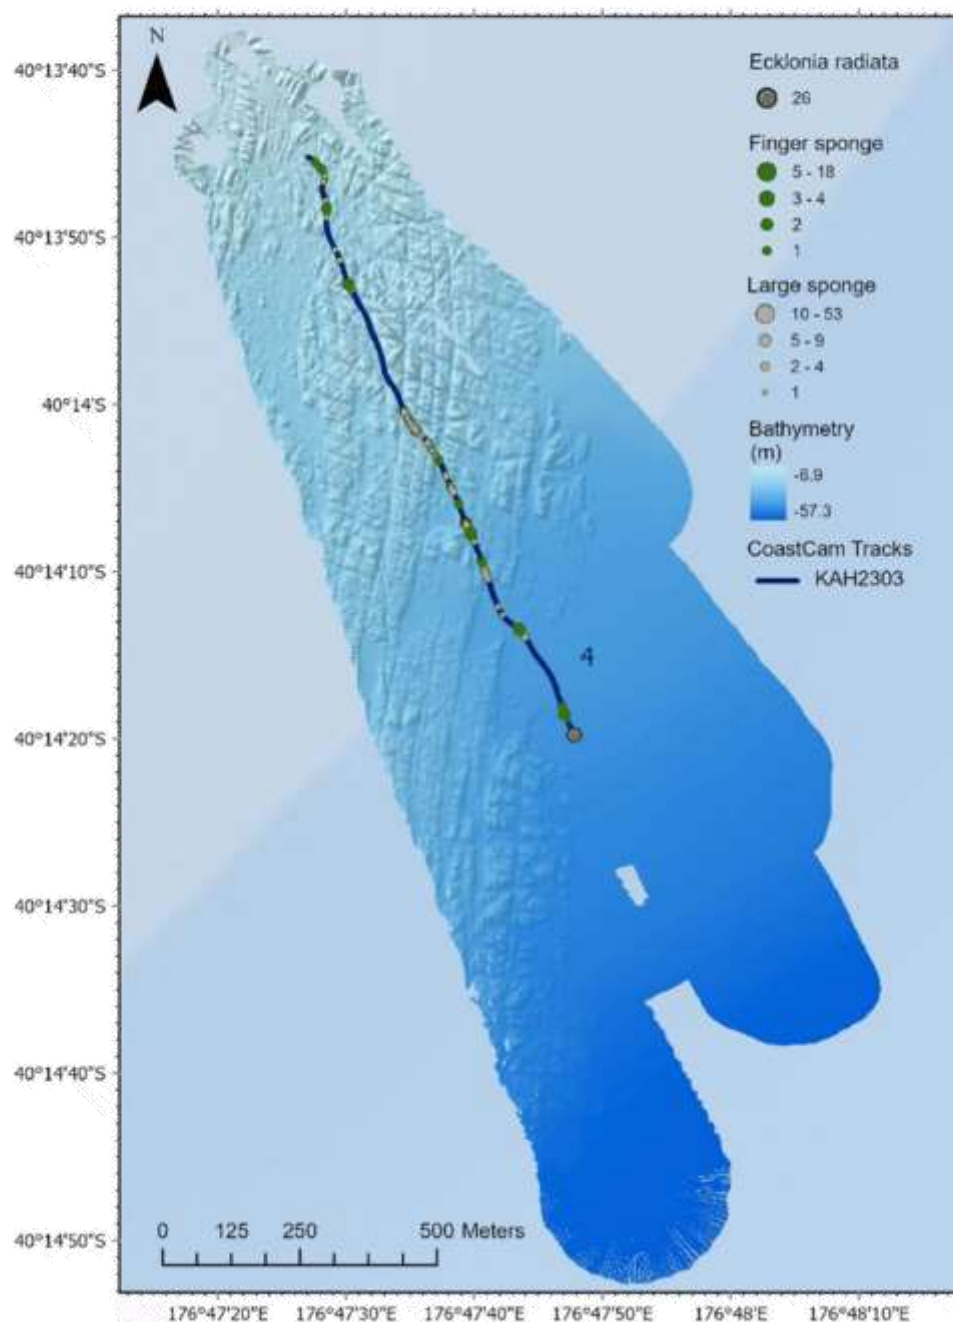 N
Ecklonia radiata
26
Finger sponge
5 - 18
3 - 4
2
1
Large sponge
10 - 53
5 - 9
2 - 4
1
Bathymetry
(m)
-6.9
-57.3
CoastCam Tracks
KAH2303
4
40°13'40"S
40°13'50"S
40°14'S
40°14'10"S
40°14'20"S
40°14'30"S
40°14'40"S
40°14'50"S
0 125 250 500 Meters
176°47'20"E 176°47'30"E 176°47'40"E 176°47'50"E 176°48'E 176°48'10"E